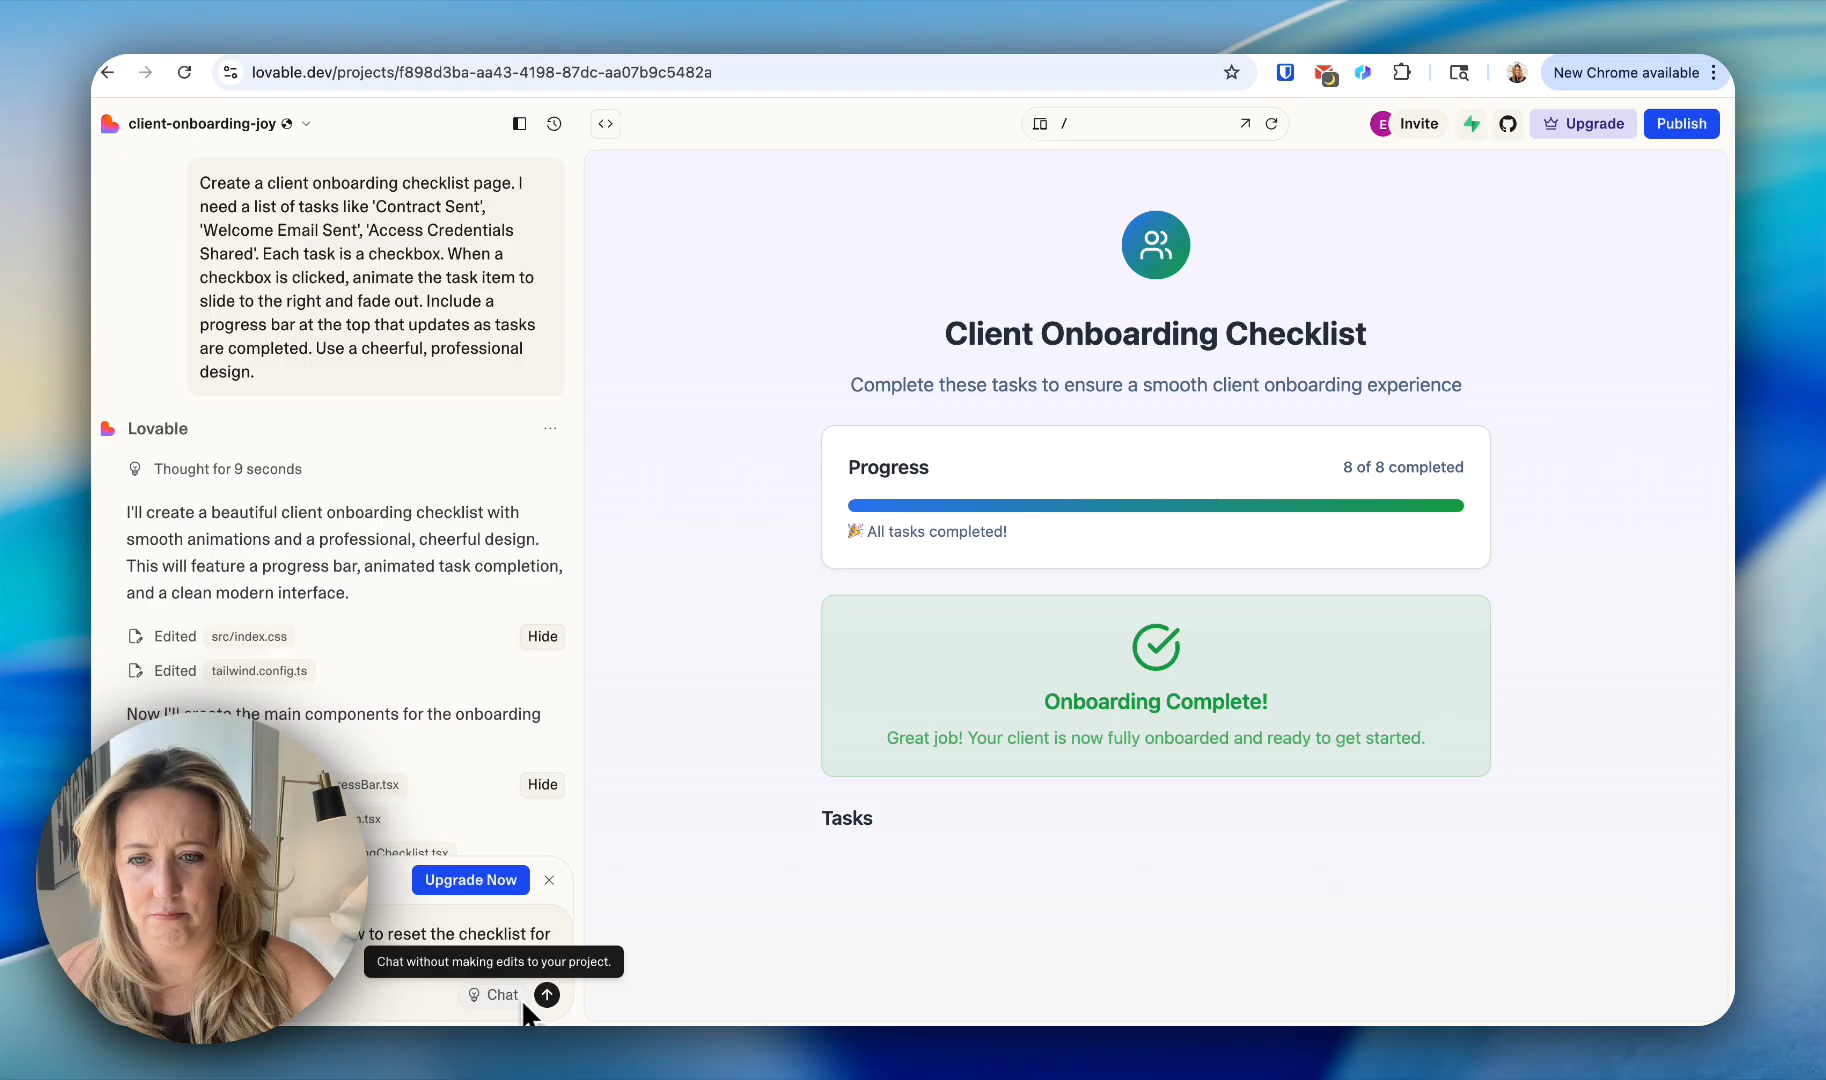 lovable.dev/projects/f898d3ba-aa43-4198-87dc-aa07b9c5482a
New Chrome available
client-onboarding-joy
/
E
Invite
Upgrade
Publish
Create a client onboarding checklist page. I
need a list of tasks like 'Contract Sent',
'Welcome Email Sent', 'Access Credentials
Shared'. Each task is a checkbox. When a
checkbox is clicked, animate the task item to
slide to the right and fade out. Include a
progress bar at the top that updates as tasks
are completed. Use a cheerful, professional
design.
Lovable
Thought for 9 seconds
I'll create a beautiful client onboarding checklist with
smooth animations and a professional, cheerful design.
This will feature a progress bar, animated task completion,
and a clean modern interface.
Edited src/index.css
Hide
Edited tailwind.config.ts
Now I'll create the main components for the onboarding
ressBar.tsx
Hide
.tsx
ngChecklist.tsx
Upgrade Now
to reset the checklist for
Chat without making edits to your project.
Chat
Client Onboarding Checklist
Complete these tasks to ensure a smooth client onboarding experience
Progress
8 of 8 completed
🎉 All tasks completed!
Onboarding Complete!
Great job! Your client is now fully onboarded and ready to get started.
Tasks